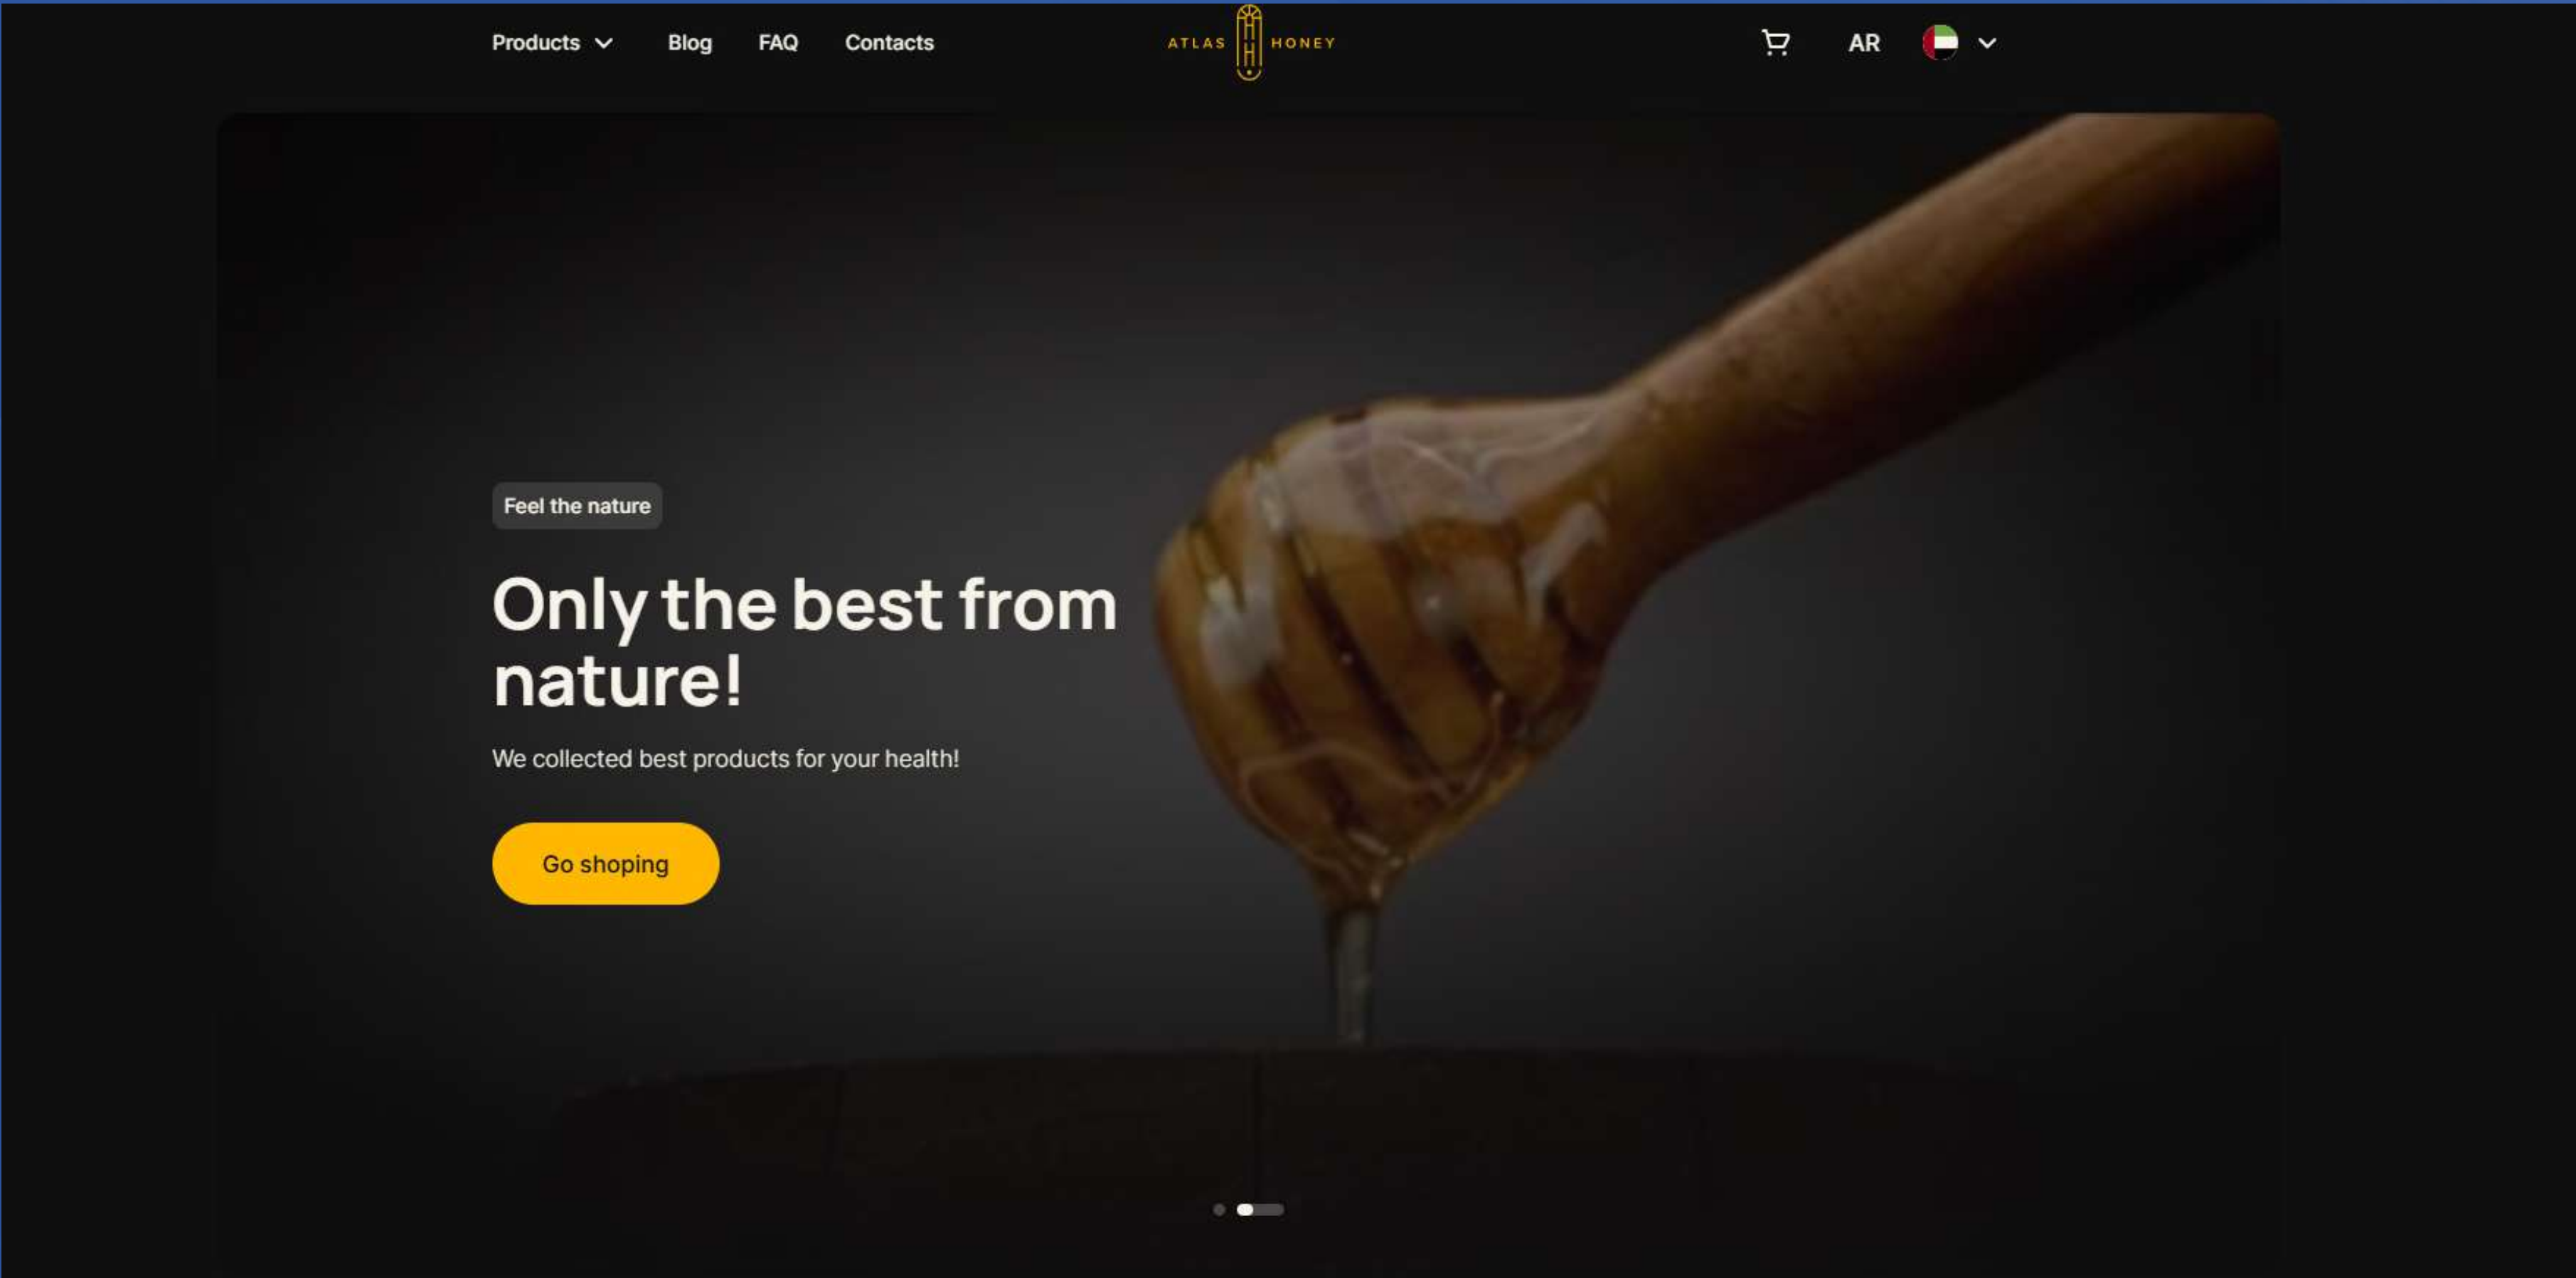 Products
Blog
FAQ
Contacts
ATLAS HONEY
AR
Feel the nature
Only the best from
nature!
We collected best products for your health!
Go shoping